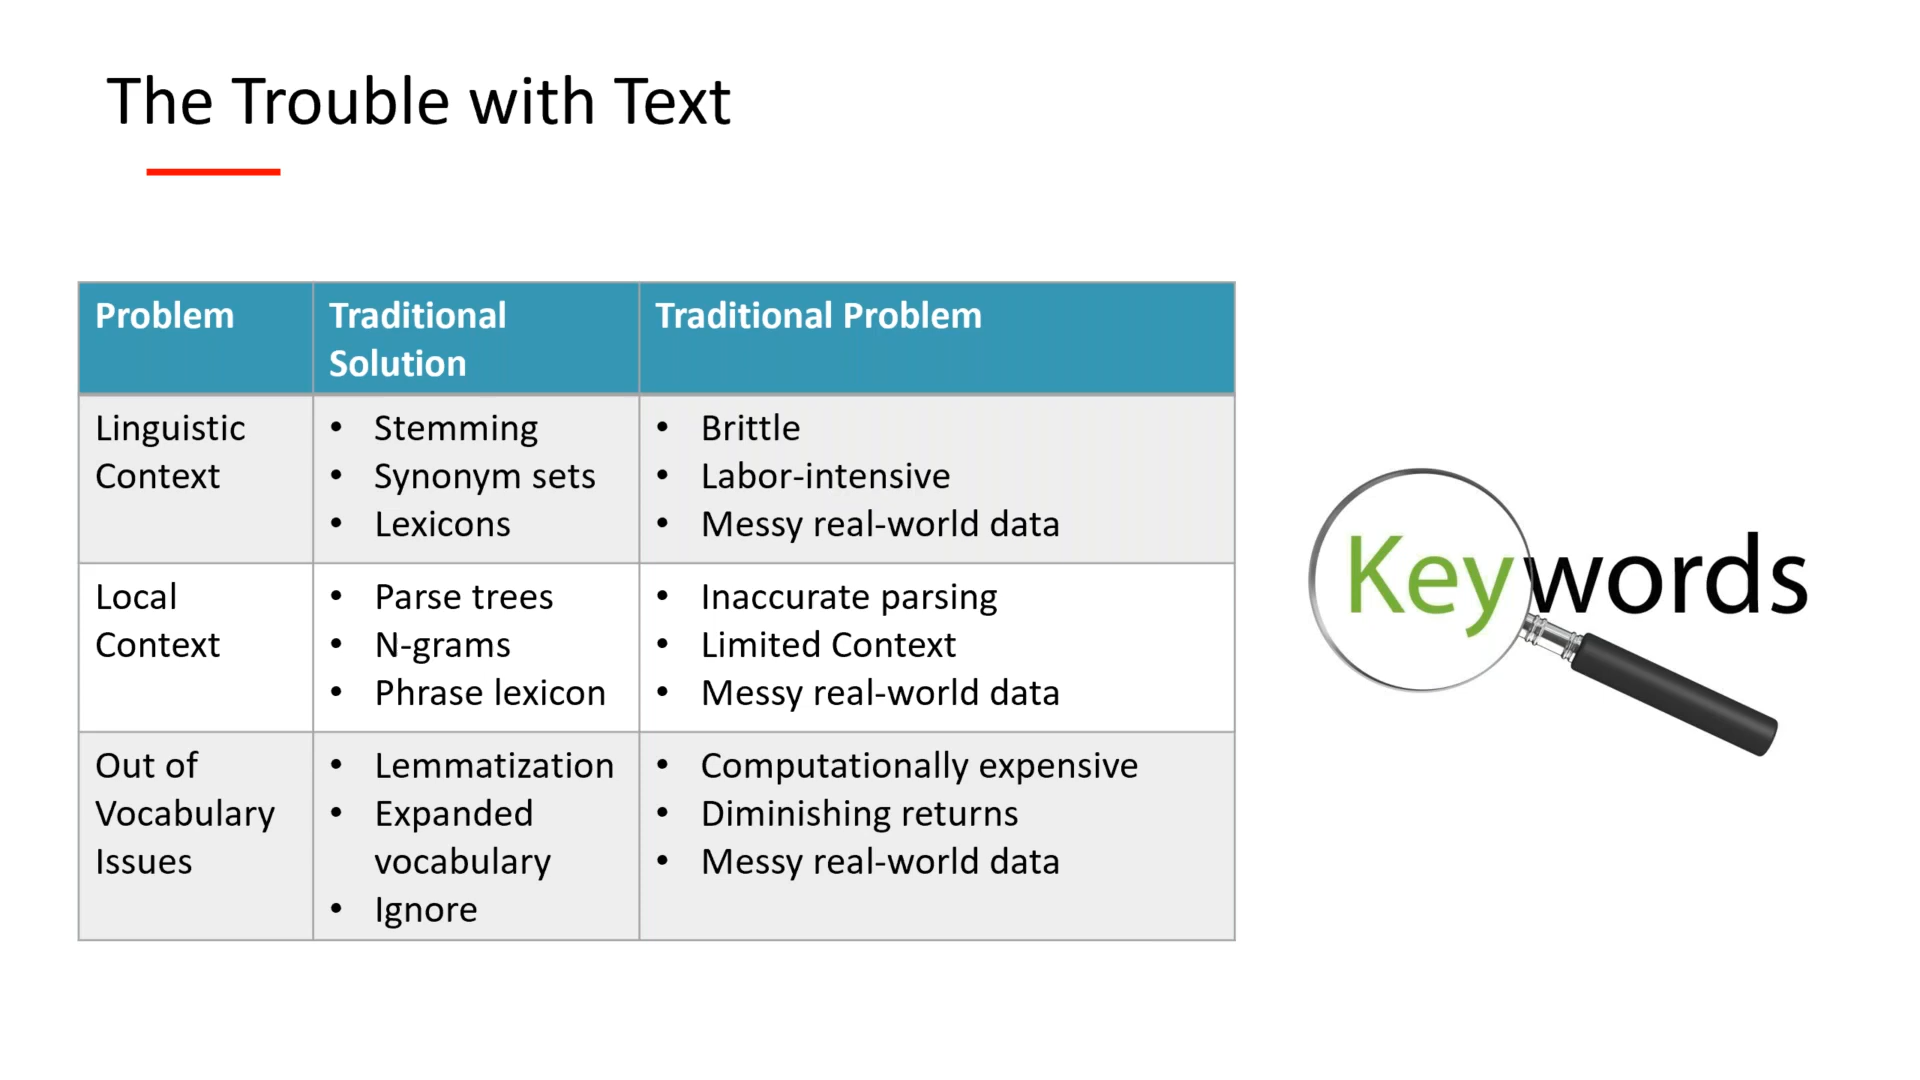 The Trouble with Text
Problem
Traditional
Solution
Traditional Problem
Linguistic
Context
• Stemming
• Synonym sets
• Lexicons
• Brittle
• Labor-intensive
• Messy real-world data
Local
Context
• Parse trees
• N-grams
• Phrase lexicon
• Inaccurate parsing
• Limited Context
• Messy real-world data
Out of
Vocabulary
Issues
• Lemmatization
• Expanded
vocabulary
• Ignore
• Computationally expensive
• Diminishing returns
• Messy real-world data
Keywords